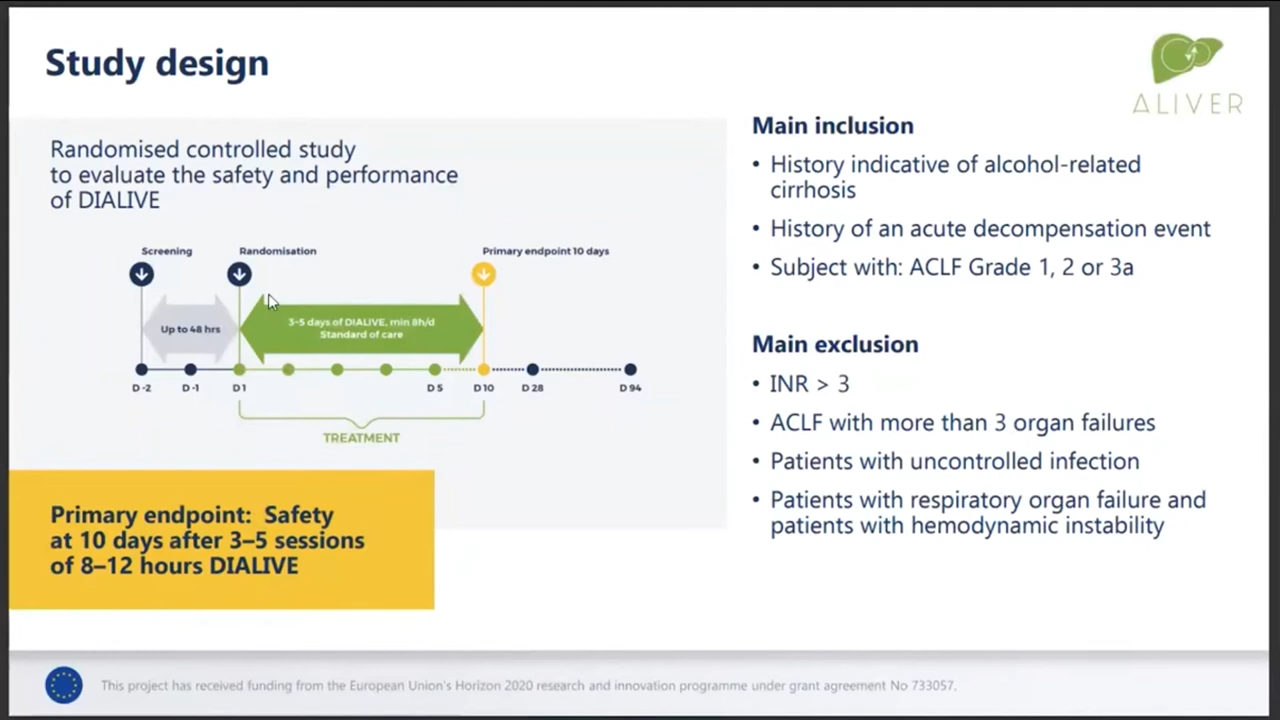 Study design
ALIVER
Randomised controlled study
to evaluate the safety and performance
of DIALIVE
Screening
Randomisation
Primary endpoint 10 days
Up to 48 hrs
3-5 days of DIALIVE, min 8h/d
Standard of care
D -2
D -1
D 1
D 5
D 10
D 28
D 94
TREATMENT
Primary endpoint: Safety
at 10 days after 3–5 sessions
of 8–12 hours DIALIVE
Main inclusion
• History indicative of alcohol-related
cirrhosis
• History of an acute decompensation event
• Subject with: ACLF Grade 1, 2 or 3a
Main exclusion
• INR > 3
• ACLF with more than 3 organ failures
• Patients with uncontrolled infection
• Patients with respiratory organ failure and
patients with hemodynamic instability
This project has received funding from the European Union's Horizon 2020 research and innovation programme under grant agreement No 733057.